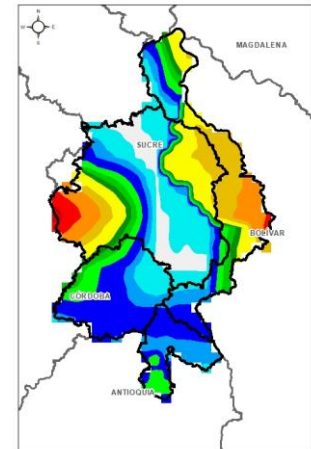 N
W E
S
MAGDALENA
SUCRE
BOLIVAR
CORDOBA
ANTIOQUIA